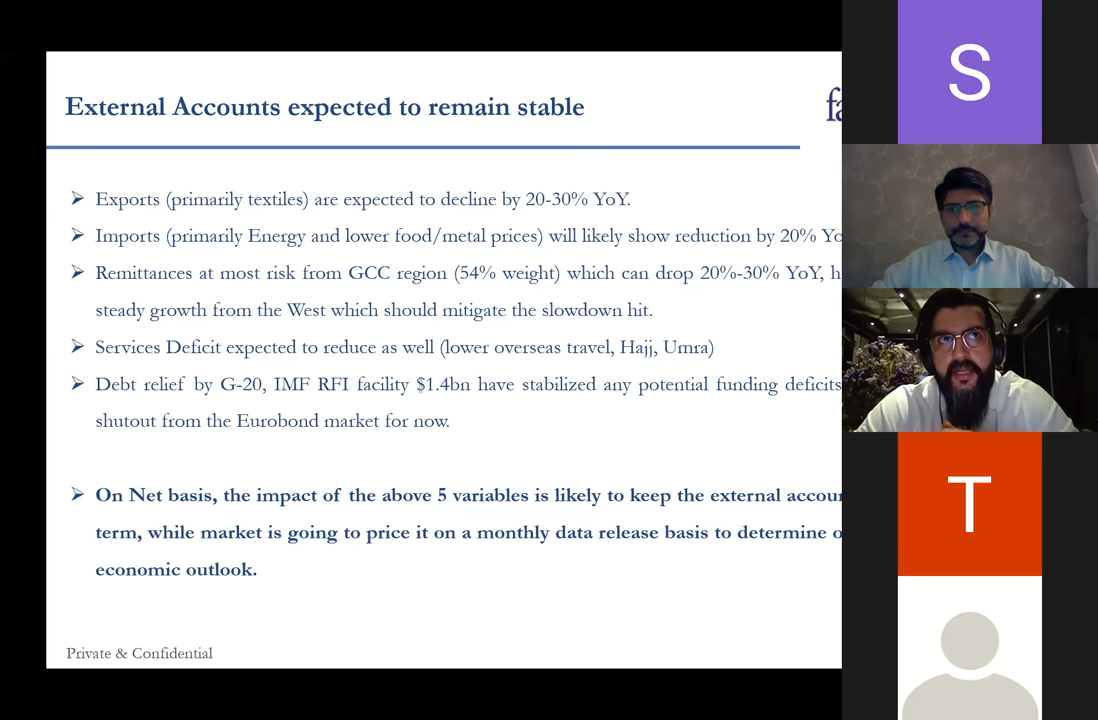 External Accounts expected to remain stable
fa
Exports (primarily textiles) are expected to decline by 20-30% YoY.
Imports (primarily Energy and lower food/metal prices) will likely show reduction by 20% Yo
Remittances at most risk from GCC region (54% weight) which can drop 20%-30% YoY, h
steady growth from the West which should mitigate the slowdown hit.
Services Deficit expected to reduce as well (lower overseas travel, Hajj, Umra)
Debt relief by G-20, IMF RFI facility $1.4bn have stabilized any potential funding deficits
shutout from the Eurobond market for now.
On Net basis, the impact of the above 5 variables is likely to keep the external accou
term, while market is going to price it on a monthly data release basis to determine o
economic outlook.
Private & Confidential
S
T